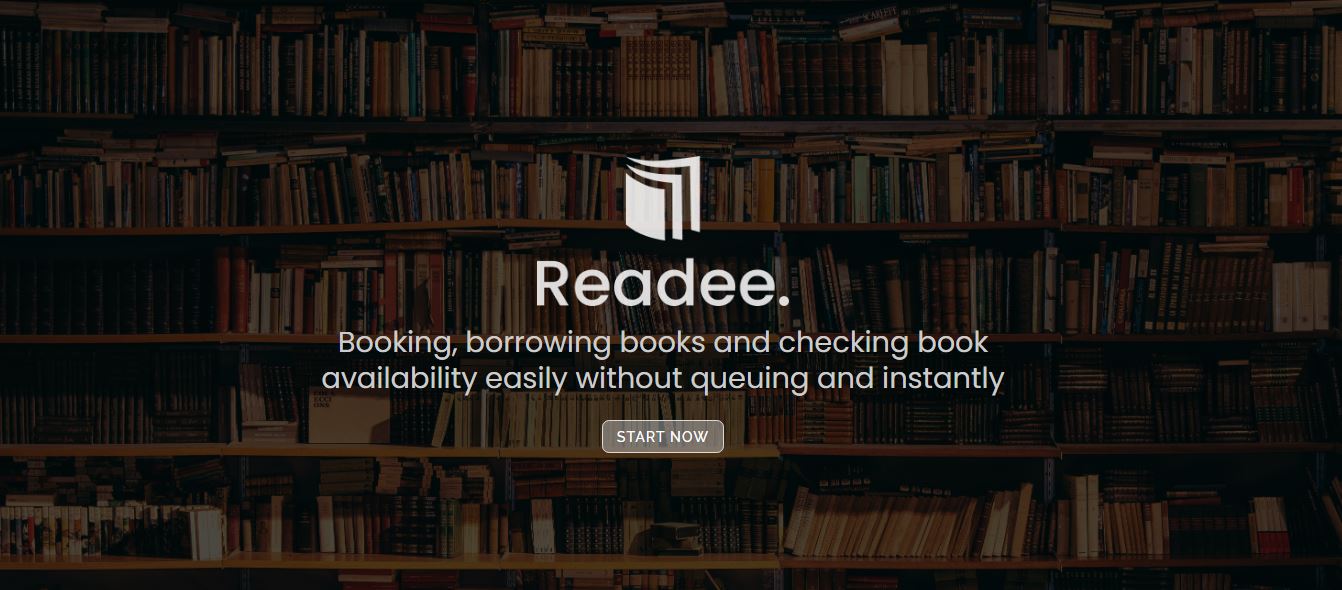 Readee.
Booking, borrowing books and checking book
availability easily without queuing and instantly
START NOW